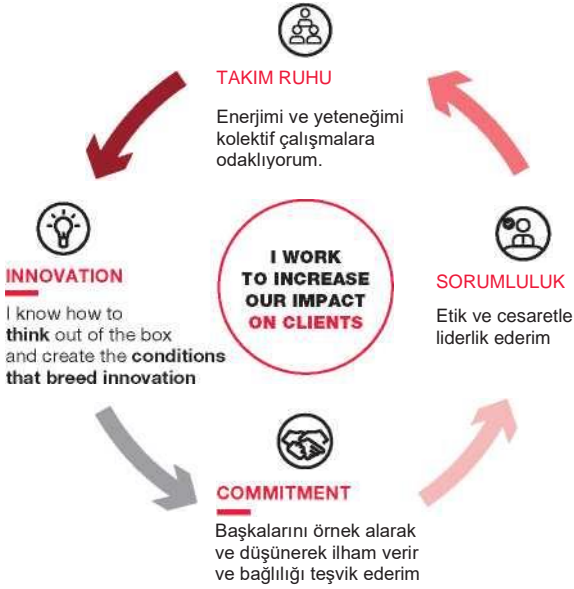 TAKIM RUHU
Enerjimi ve yeteneğimi
kolektif çalışmalara
odaklıyorum.
INNOVATION
I know how to
think out of the box
and create the conditions
that breed innovation
I WORK
TO INCREASE
OUR IMPACT
ON CLIENTS
SORUMLULUK
Etik ve cesaretle
liderlik ederim
COMMITMENT
Başkalarını örnek alarak
ve düşünerek ilham verir
ve bağlılığı teşvik ederim